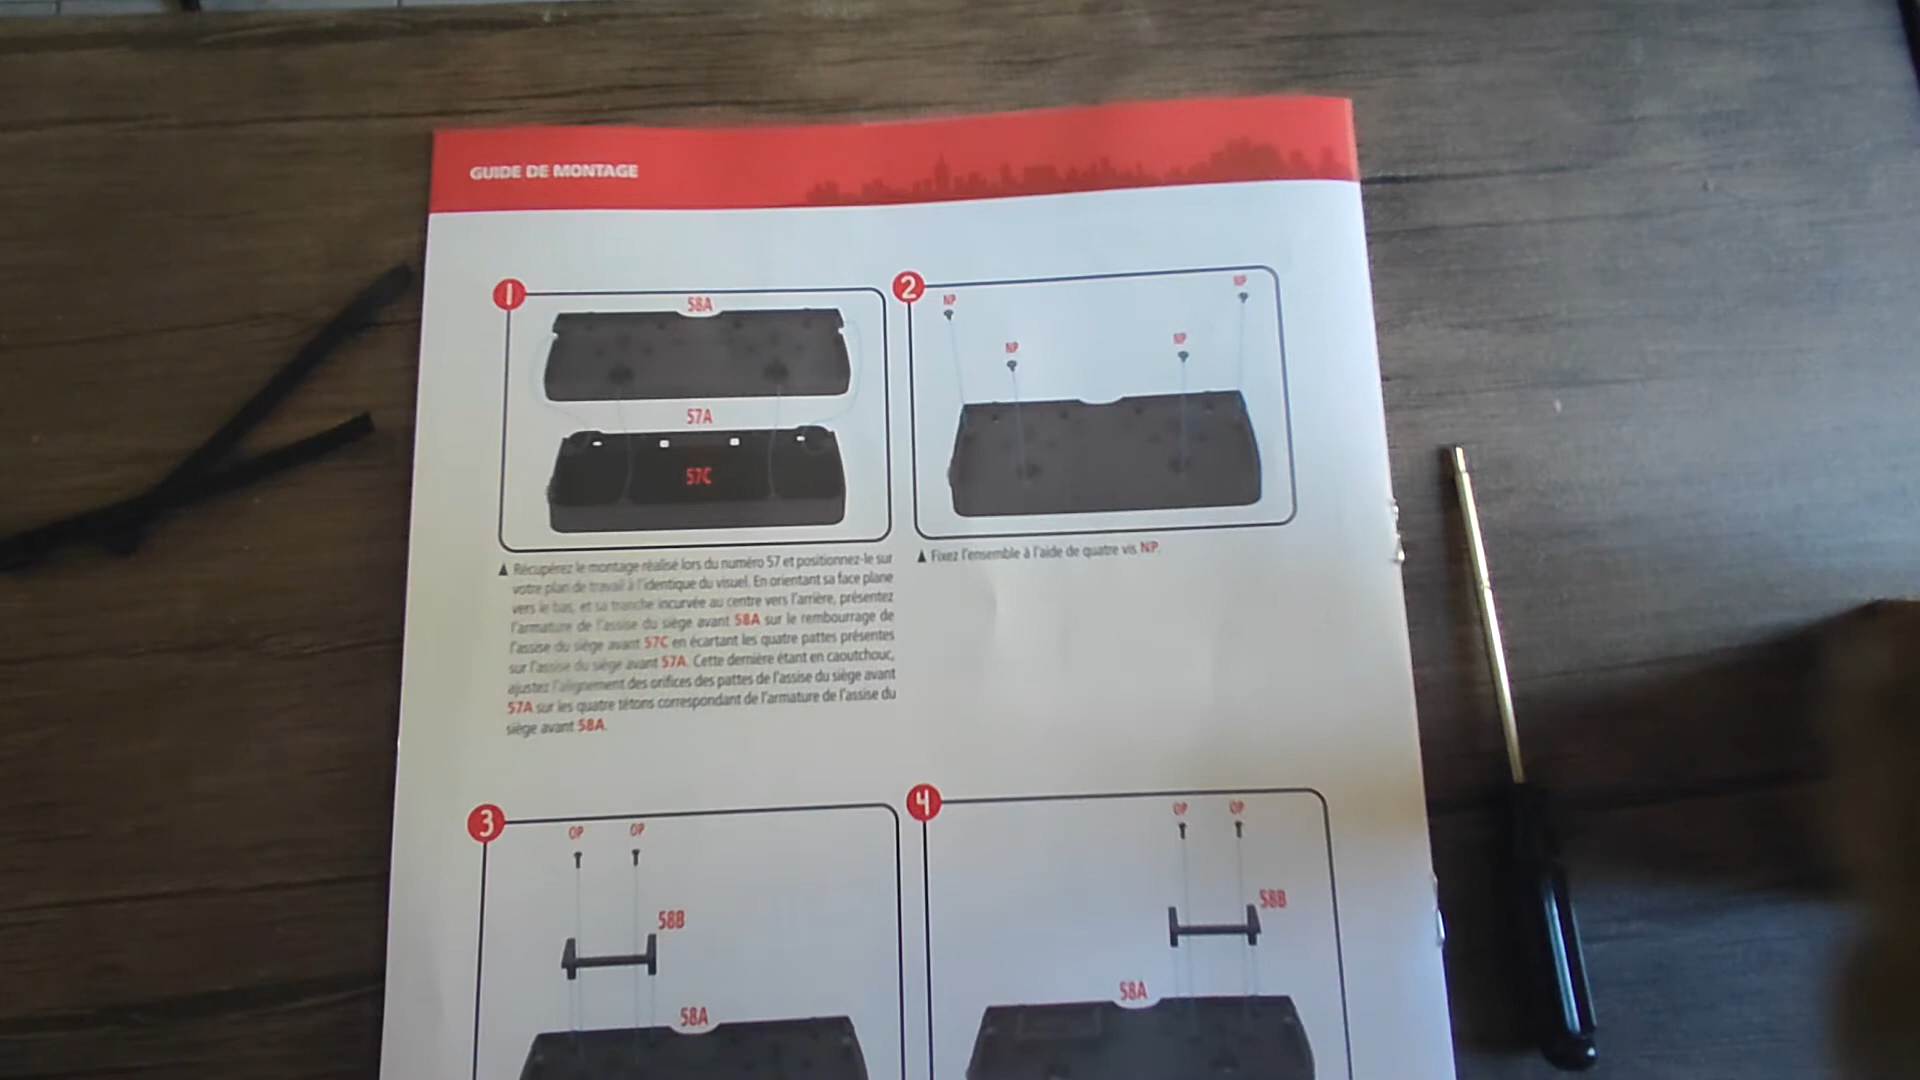 GUIDE DE MONTAGE
1
58A
57A
57C
▲ Récupérez le montage réalisé lors du numéro 57 et positionnez-le sur
votre plan de travail à l'identique du visuel. En orientant sa face plane
vers le bas, et sa tranche incurvée au centre vers l'arrière, présentez
l'armature de l'assise du siège avant 58A sur le rembourrage de
l'assise du siège avant 57C en écartant les quatre pattes présentes
sur l'assise du siège avant 57A. Cette dernière étant en caoutchouc,
ajustez l'alignement des orifices des pattes de l'assise du siège avant
57A sur les quatre tétons correspondant de l'armature de l'assise du
siège avant 58A.
2
NP
NP
NP
NP
▲ Fixez l'ensemble à l'aide de quatre vis NP.
3
OP OP
58B
58A
4
OP OP
58B
58A